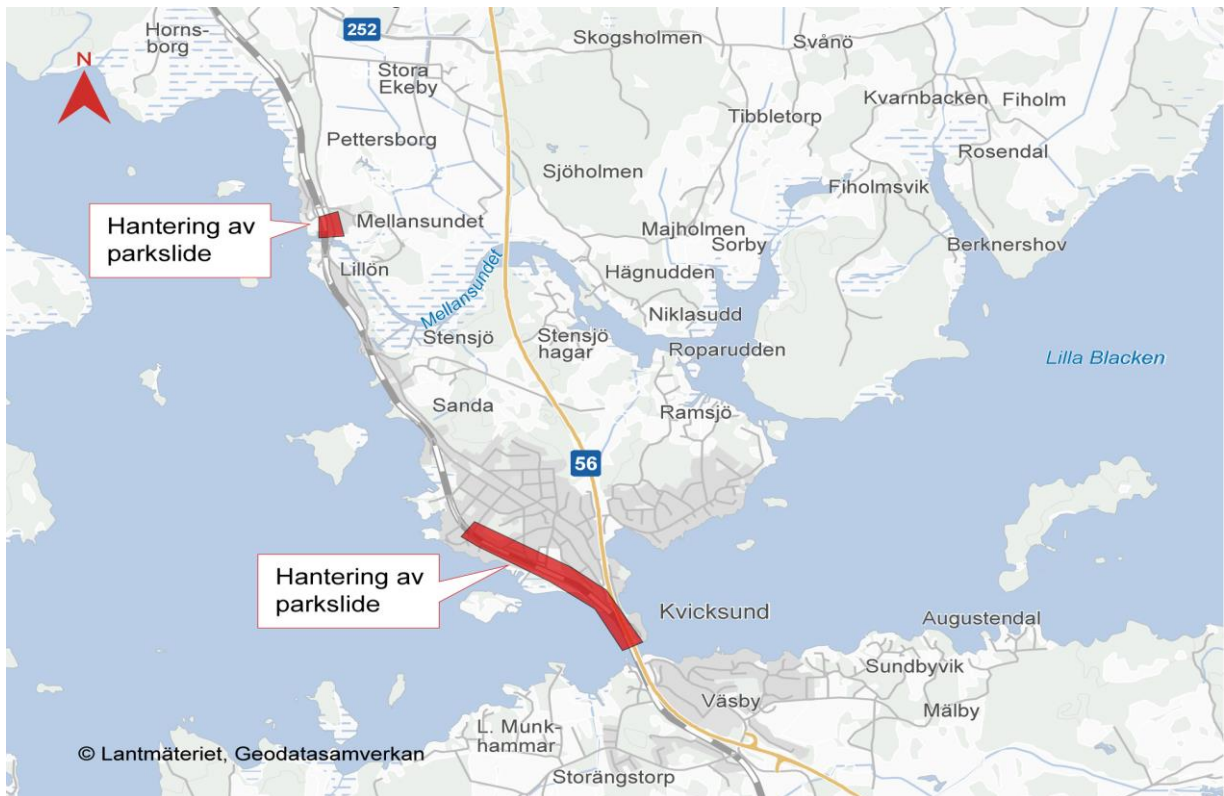 Horns-
borg
252
Skogsholmen
Svånö
N
Stora
Ekeby
Kvarnbacken
Fiholm
Tibbletorp
Pettersborg
Rosendal
Sjöholmen
Fiholmsvik
Hantering av
parkslide
Mellansundet
Majholmen
Sorby
Berknershov
Lillön
Hägnudden
Mellansundet
Niklasudd
Stensjö
Stensjö
hagar
Roparudden
Lilla Blacken
Sanda
Ramsjö
56
Hantering av
parkslide
Kvicksund
Augustendal
Sundbyvik
Väsby
Mälby
L. Munk-
hammar
© Lantmäteriet, Geodatasamverkan
Storängstorp